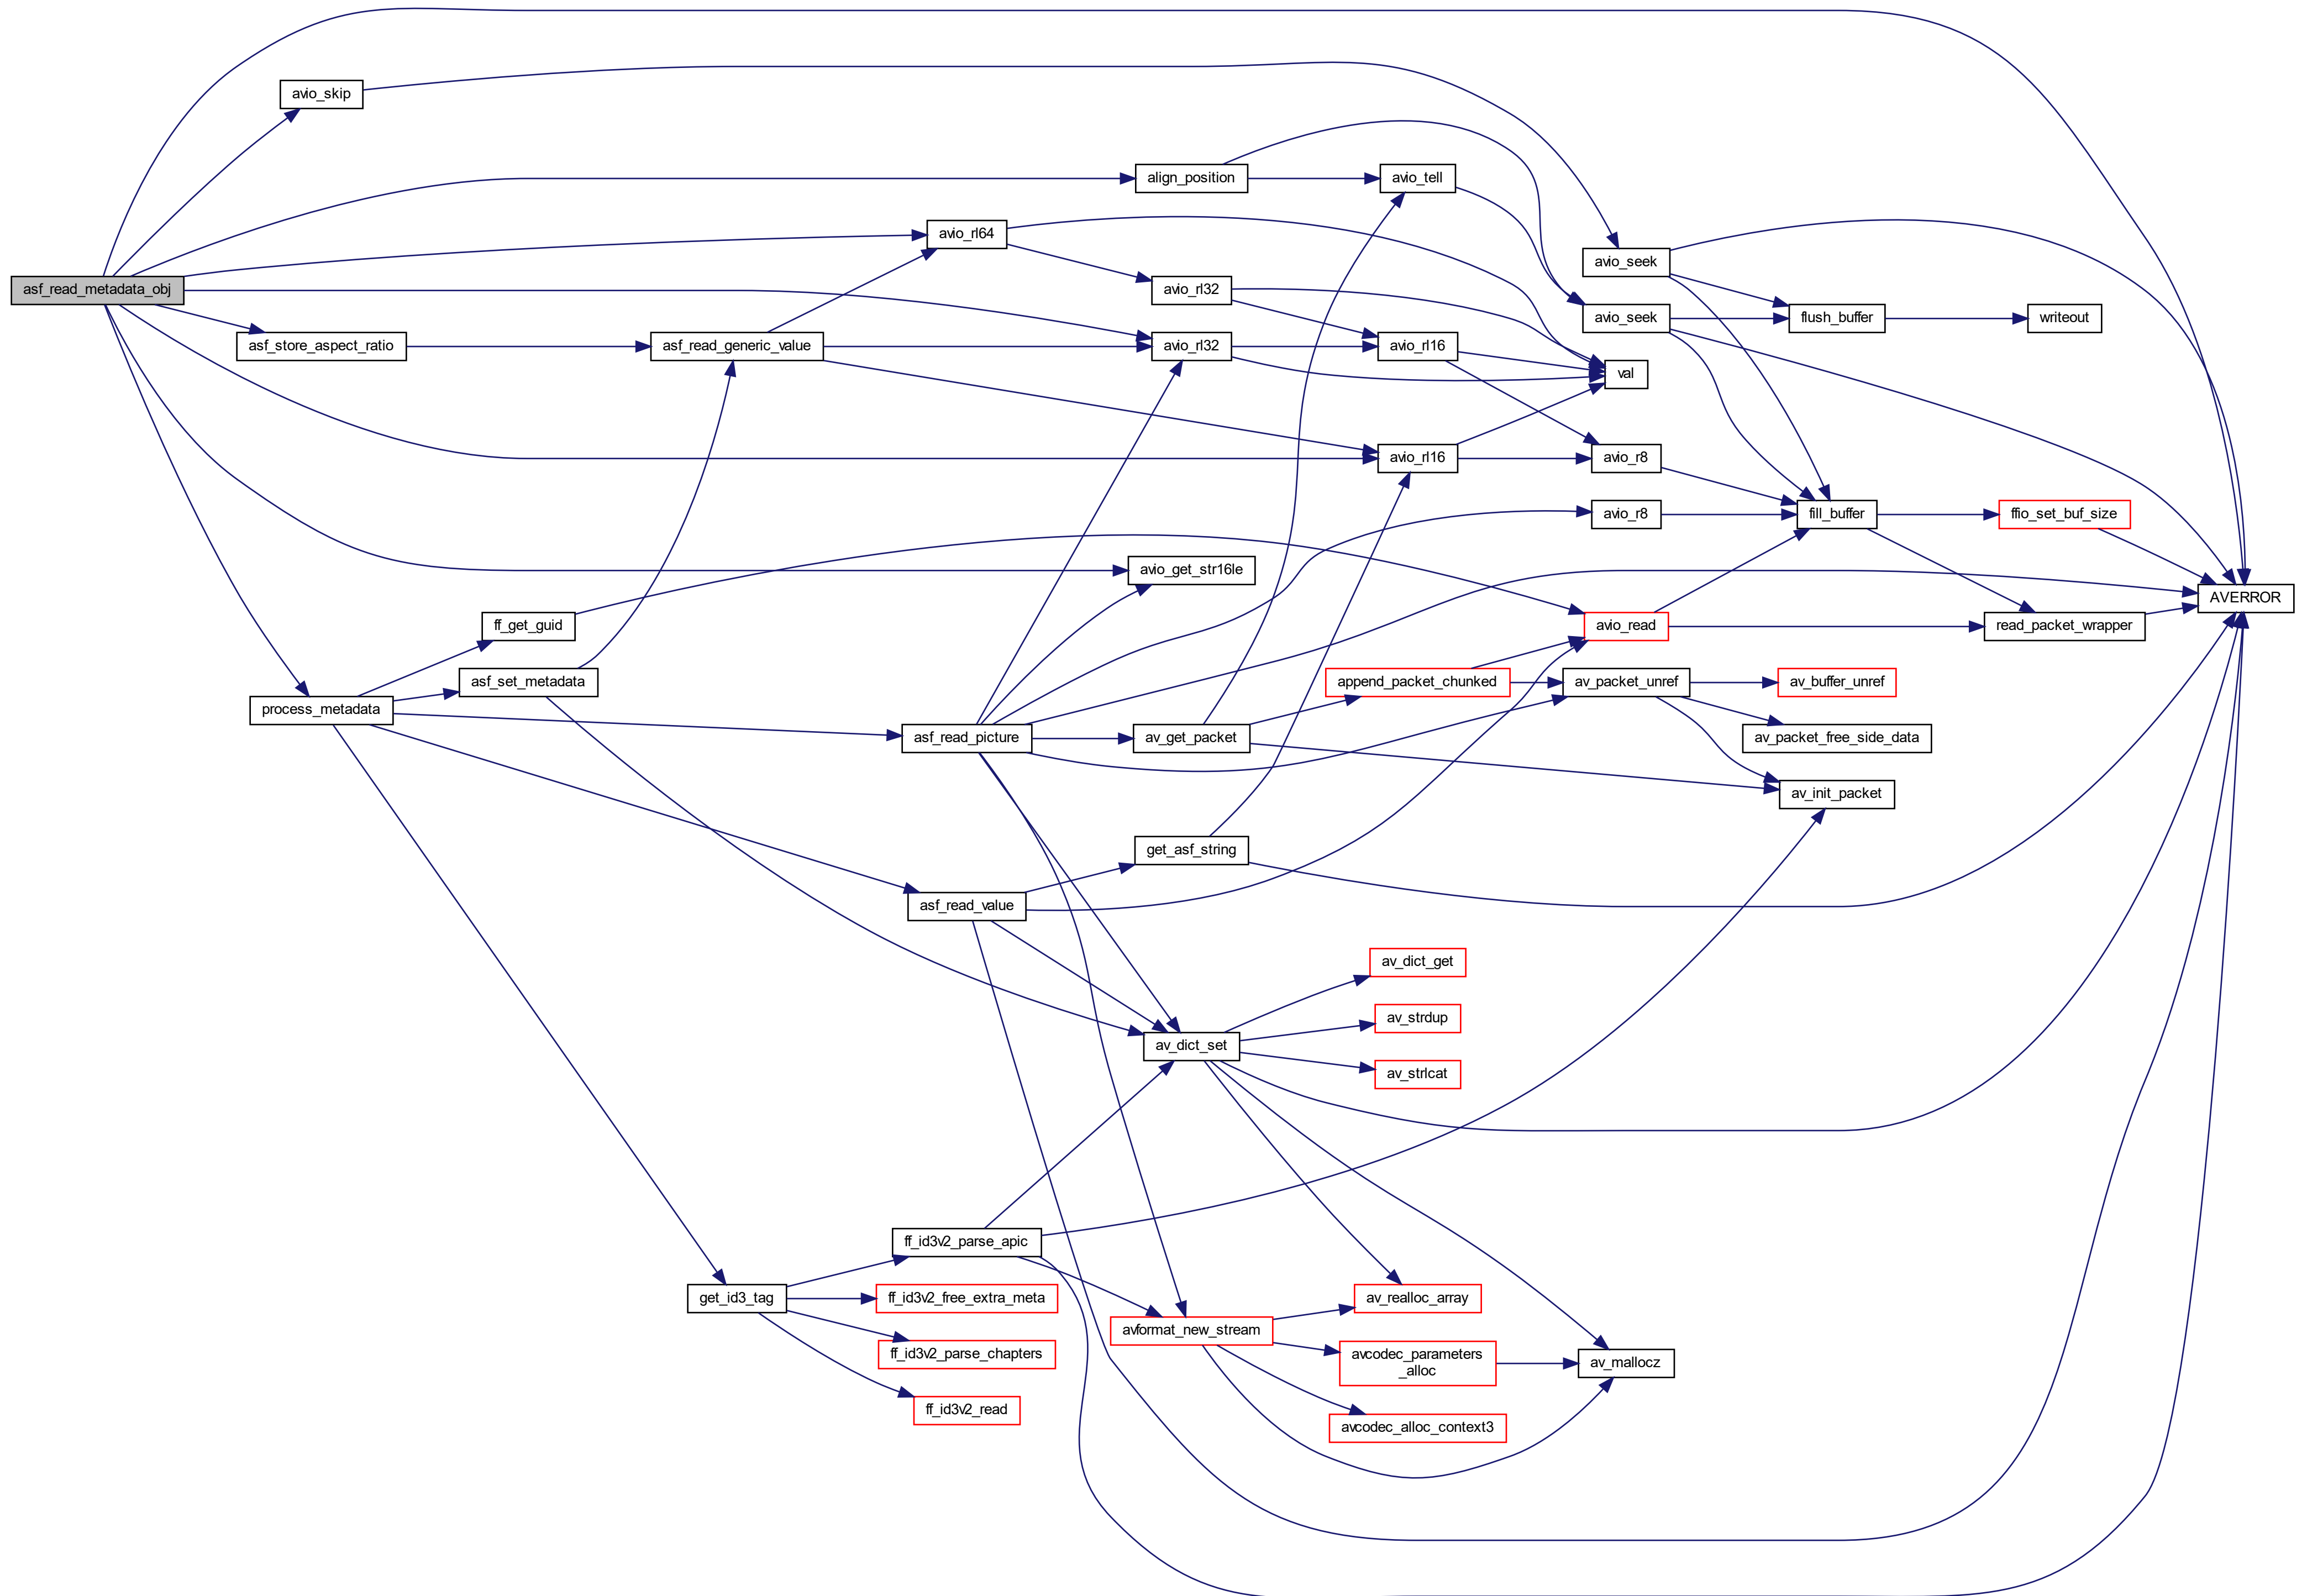 avio_skip
align_position
avio_tell
avio_rl64
avio_seek
asf_read_metadata_obj
avio_rl32
avio_seek
flush_buffer
writeout
asf_store_aspect_ratio
asf_read_generic_value
avio_rl32
avio_rl16
val
avio_rl16
avio_r8
avio_r8
fill_buffer
ffio_set_buf_size
avio_get_str16le
AVERROR
ff_get_guid
avio_read
read_packet_wrapper
asf_set_metadata
append_packet_chunked
av_packet_unref
av_buffer_unref
process_metadata
asf_read_picture
av_get_packet
av_packet_free_side_data
av_init_packet
get_asf_string
asf_read_value
av_dict_get
av_strdup
av_dict_set
av_strlcat
ff_id3v2_parse_apic
get_id3_tag
ff_id3v2_free_extra_meta
av_realloc_array
avformat_new_stream
ff_id3v2_parse_chapters
avcodec_parameters
_alloc
av_mallocz
ff_id3v2_read
avcodec_alloc_context3